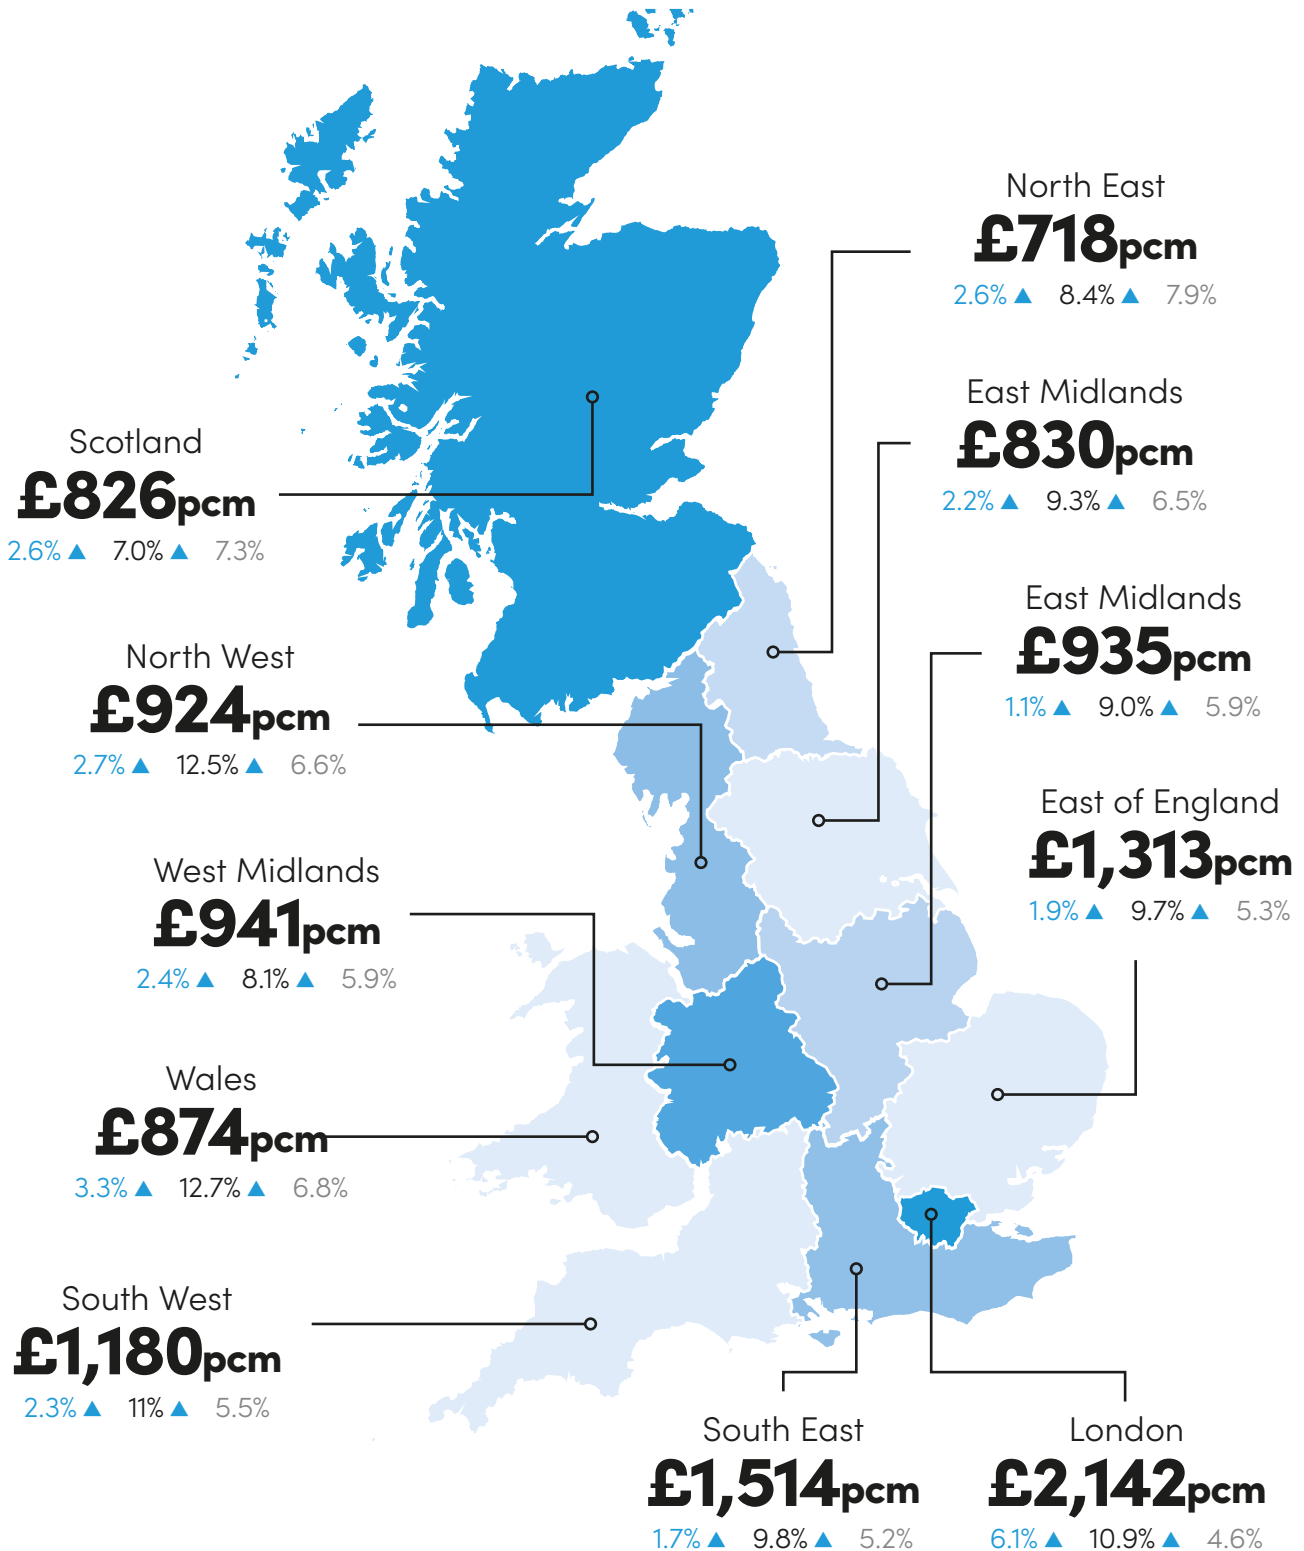 North East
£718pcm
2.6% ▲ 8.4% ▲ 7.9%
East Midlands
£830pcm
2.2% ▲ 9.3% ▲ 6.5%
Scotland
£826pcm
2.6% ▲ 7.0% ▲ 7.3%
East Midlands
£935pcm
1.1% ▲ 9.0% ▲ 5.9%
North West
£924pcm
2.7% ▲ 12.5% ▲ 6.6%
East of England
£1,313pcm
1.9% ▲ 9.7% ▲ 5.3%
West Midlands
£941pcm
2.4% ▲ 8.1% ▲ 5.9%
Wales
£874pcm
3.3% ▲ 12.7% ▲ 6.8%
South West
£1,180pcm
2.3% ▲ 11% ▲ 5.5%
South East
£1,514pcm
1.7% ▲ 9.8% ▲ 5.2%
London
£2,142pcm
6.1% ▲ 10.9% ▲ 4.6%